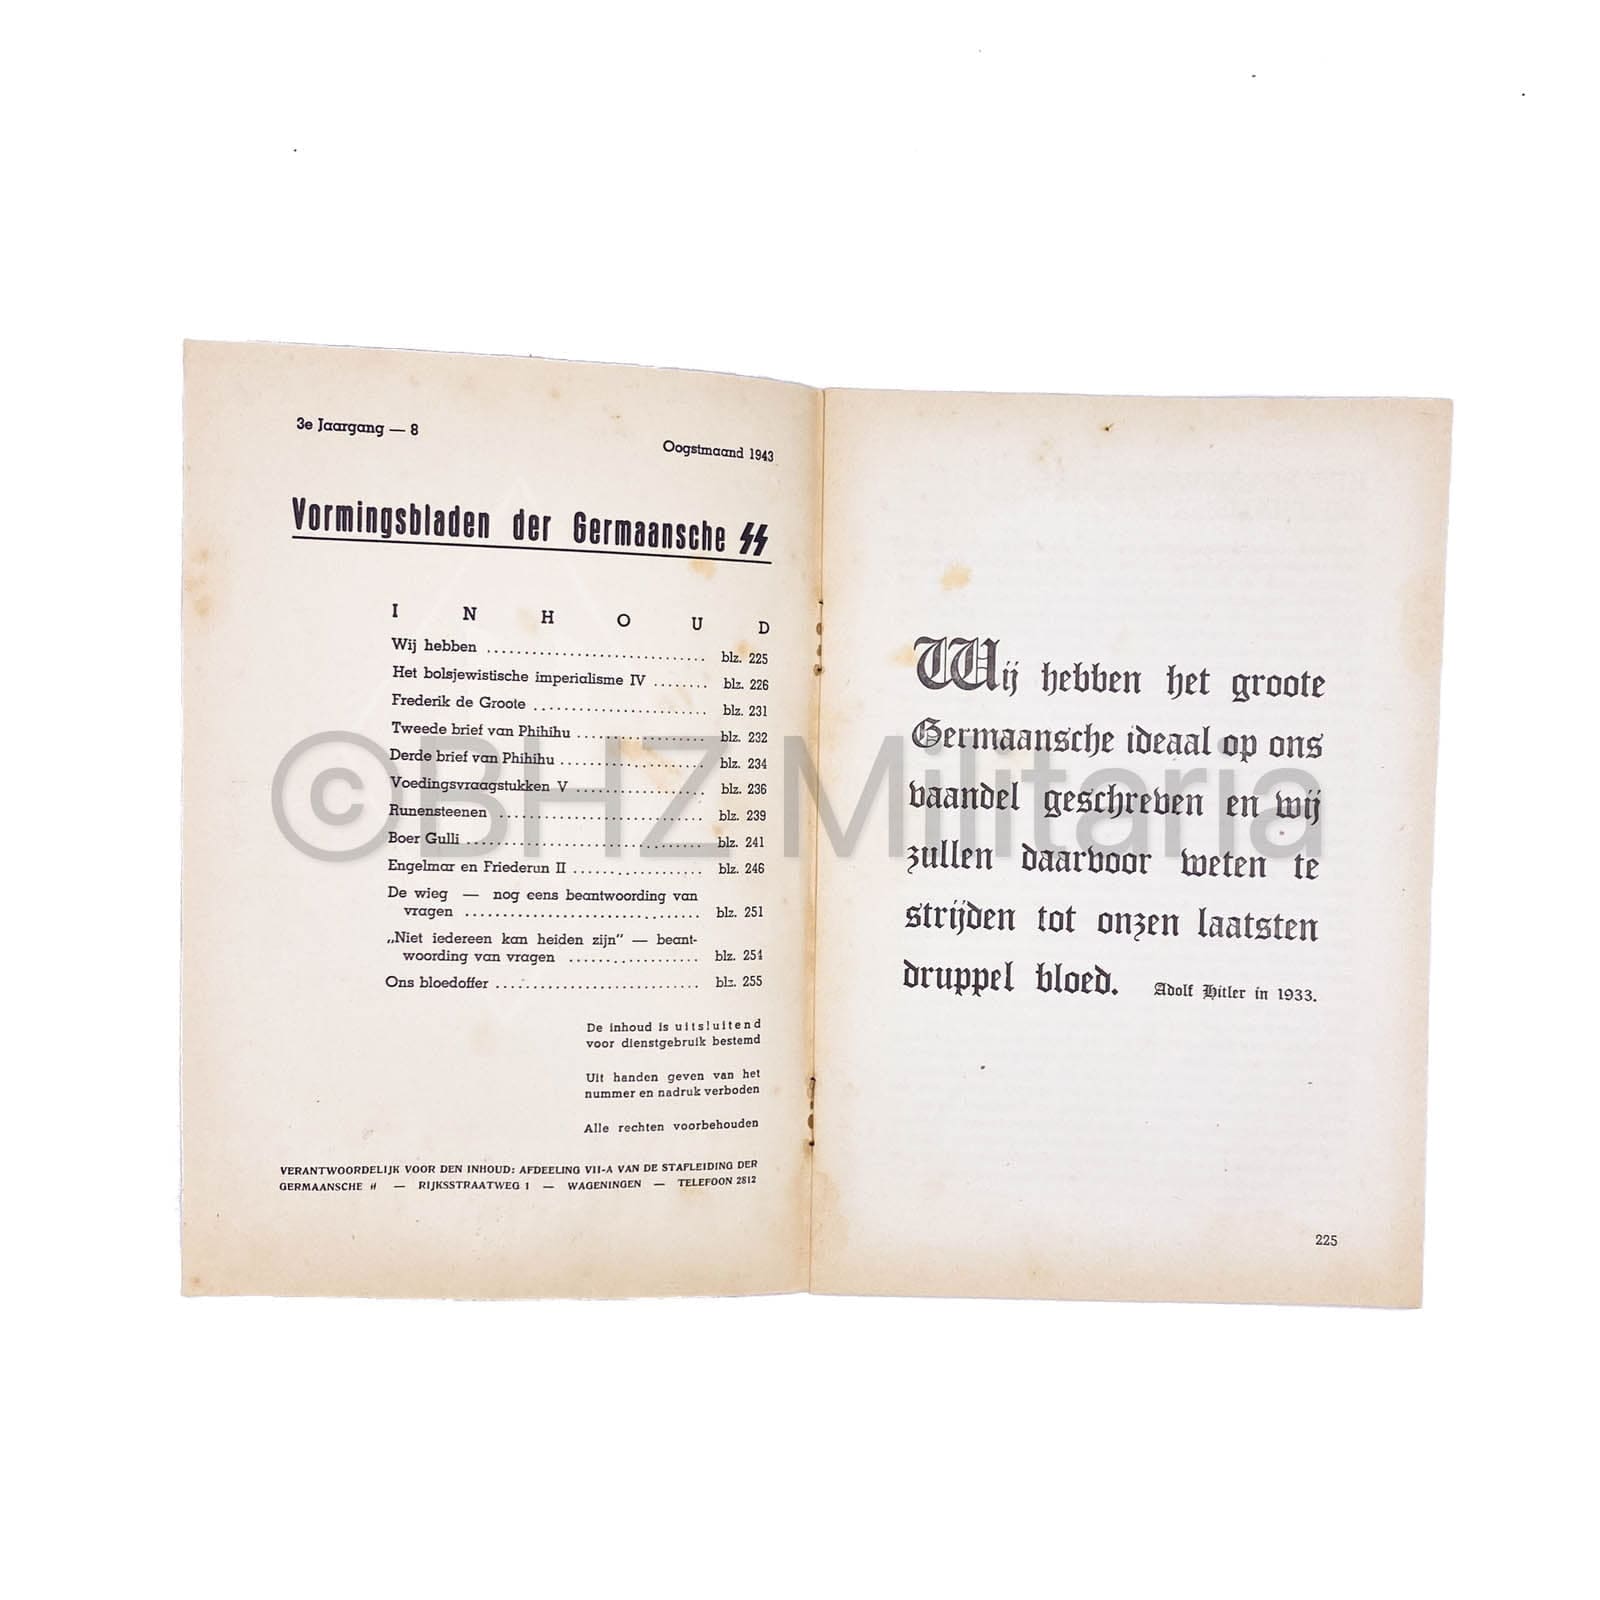 3e Jaargang — 8
Oogstmaand 1943
Vormingsbladen der Germaansche ᛋᛋ
INHOUD
Wij hebben ............................. blz. 225
Het bolsjewistische imperialisme IV ........ blz. 226
Frederik de Groote ....................... blz. 231
Tweede brief van Phihihu ................. blz. 232
Derde brief van Phihihu ................... blz. 234
Voedingsvraagstukken V ................. blz. 236
Runensteenen ........................... blz. 239
Boer Gulli ............................... blz. 241
Engelmar en Friederun II .................. blz. 246
De wieg — nog eens beantwoording van
vragen ............................... blz. 251
„Niet iedereen kan heiden zijn" — beant-
woording van vragen .................. blz. 254
Ons bloedoffer ........................... blz. 255
De inhoud is uitsluitend
voor dienstgebruik bestemd
Uit handen geven van het
nummer en nadruk verboden
Alle rechten voorbehouden
VERANTWOORDELIJK VOOR DEN INHOUD: AFDEELING VII-A VAN DE STAFLEIDING DER
GERMAANSCHE ᛋᛋ — RIJKSSTRAATWEG 1 — WAGENINGEN — TELEFOON 2812
Wij hebben het groote
Germaansche ideaal op ons
vaandel geschreven en wij
zullen daarvoor weten te
strijden tot onzen laatsten
druppel bloed. Adolf Hitler in 1933.
225
©BHZ Militaria